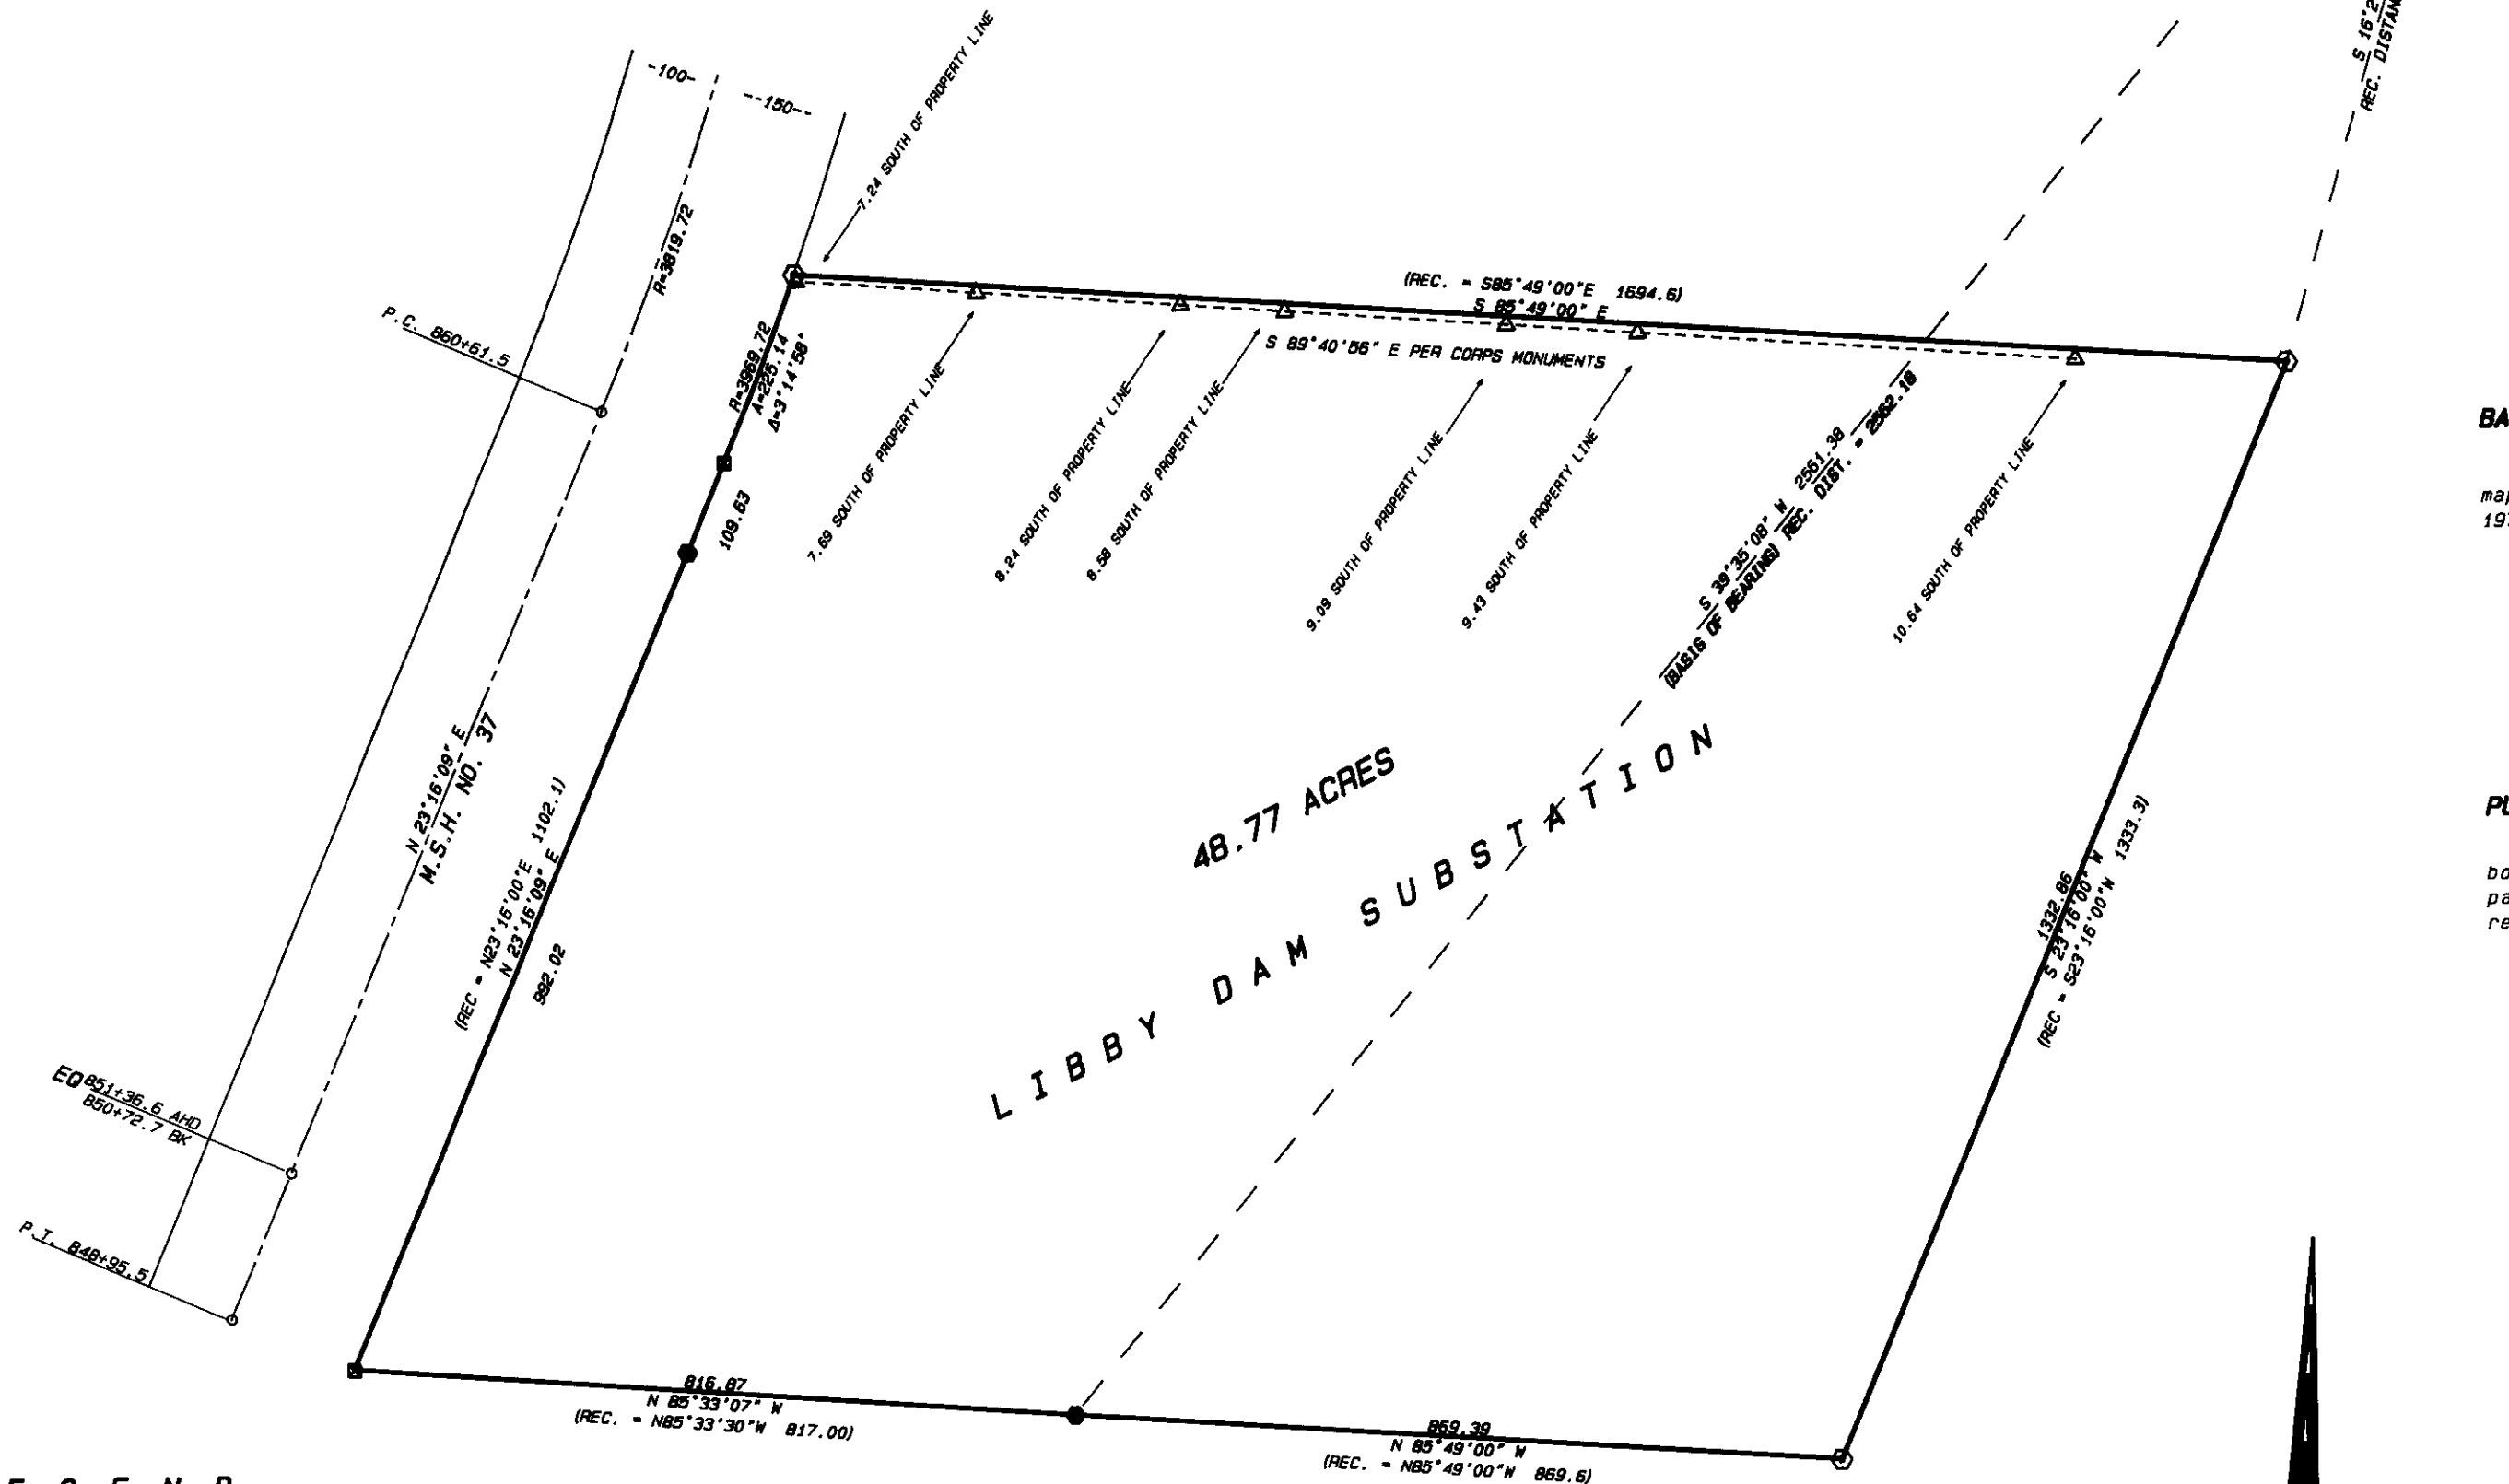 -100-
--150--
7.24 SOUTH OF PROPERTY LINE
S 16°2
REC. DISTAN
R=3819.72
P.C. 860+61.5
(REC. = S85°49'00"E 1694.6)
S 85°49'00" E
S 89°40'56" E PER CORPS MONUMENTS
R=3969.72
A=225.14
Δ=3°14'58"
109.63
7.69 SOUTH OF PROPERTY LINE
8.24 SOUTH OF PROPERTY LINE
8.58 SOUTH OF PROPERTY LINE
9.09 SOUTH OF PROPERTY LINE
9.43 SOUTH OF PROPERTY LINE
10.64 SOUTH OF PROPERTY LINE
S 39°35'08" W 2561.38
(BASIS OF BEARING) REC. DIST. = 2562.18
BA
map
197
N 23°16'09" E
M.S.H. NO. 37
(REC = N23°16'00"E 1102.1)
N 23°16'09" E
992.02
48.77 ACRES
LIBBY DAM SUBSTATION
1332.86
S 23°16'00" W
(REC = S23°16'00"W 1333.3)
PU
bo
pa
re
EQ 851+36.6 AHD
850+72.7 BK
P.T. 848+95.5
816.87
N 85°33'07" W
(REC. = N85°33'30"W 817.00)
869.39
N 85°49'00" W
(REC. = N85°49'00"W 869.6)
E G E N D